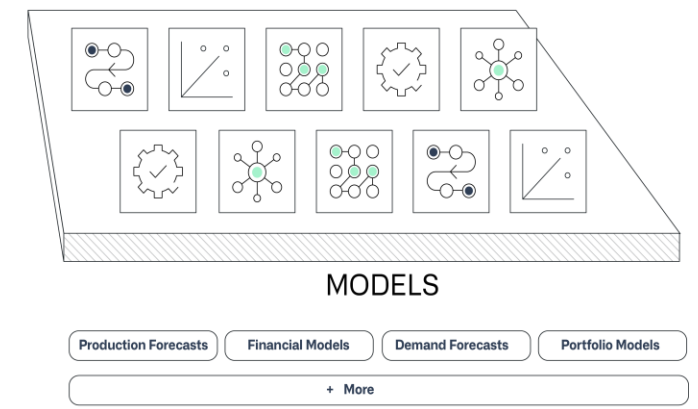 MODELS
Production Forecasts
Financial Models
Demand Forecasts
Portfolio Models
+ More